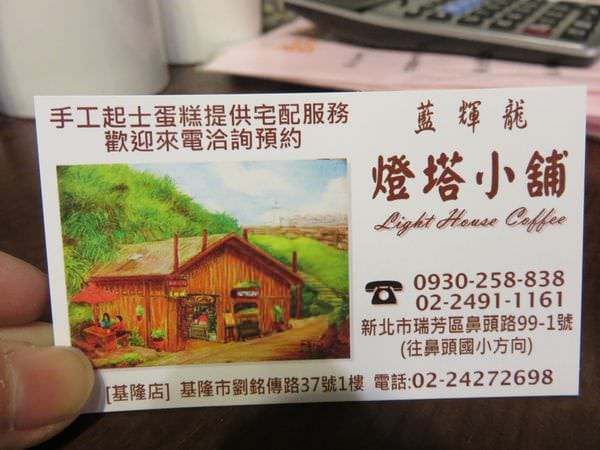 手工起士蛋糕提供宅配服務
歡迎來電洽詢預約
藍輝龍
燈塔小舖
Light House Coffee
0930-258-838
02-2491-1161
新北市瑞芳區鼻頭路99-1號
(往鼻頭國小方向)
[基隆店] 基隆市劉銘傳路37號1樓 電話:02-24272698